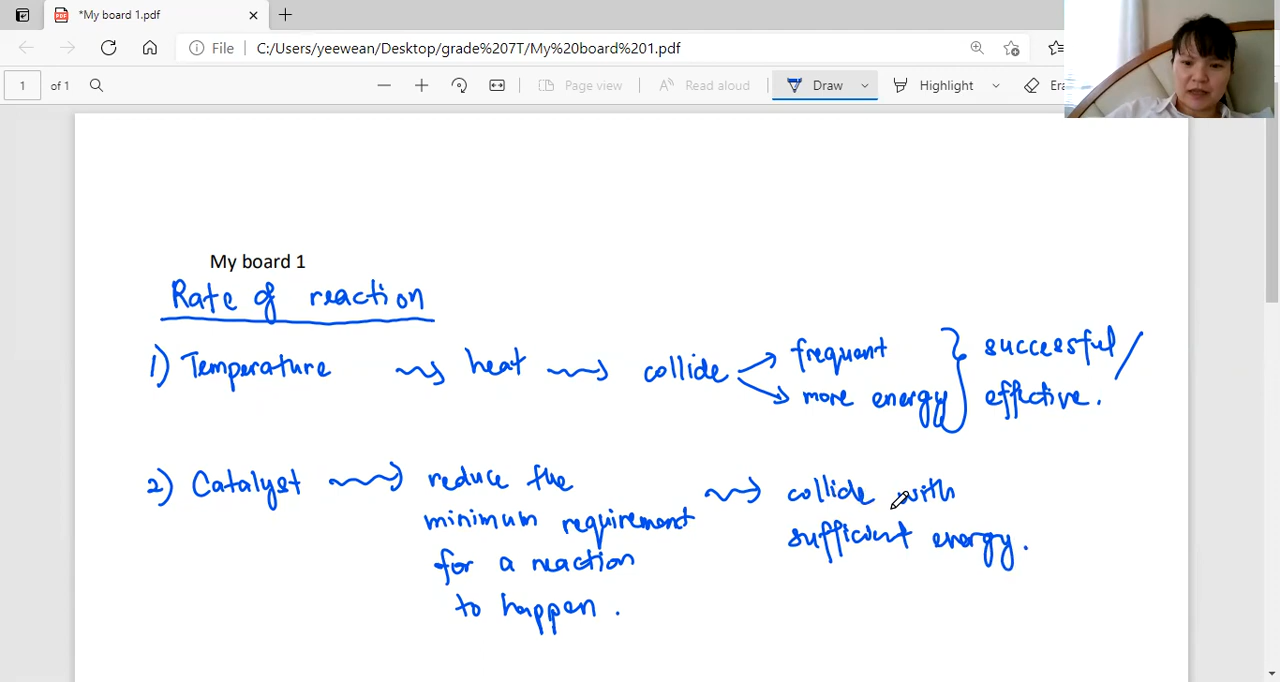 *My board 1.pdf
File C:/Users/yeewean/Desktop/grade%207T/My%20board%201.pdf
1 of 1 Page view Read aloud Draw Highlight Era
My board 1
Rate of reaction
1) Temperature heat collide frequent successful/
more energy effective.
2) Catalyst reduce the collide with
minimum requirement sufficient energy.
for a reaction
to happen.